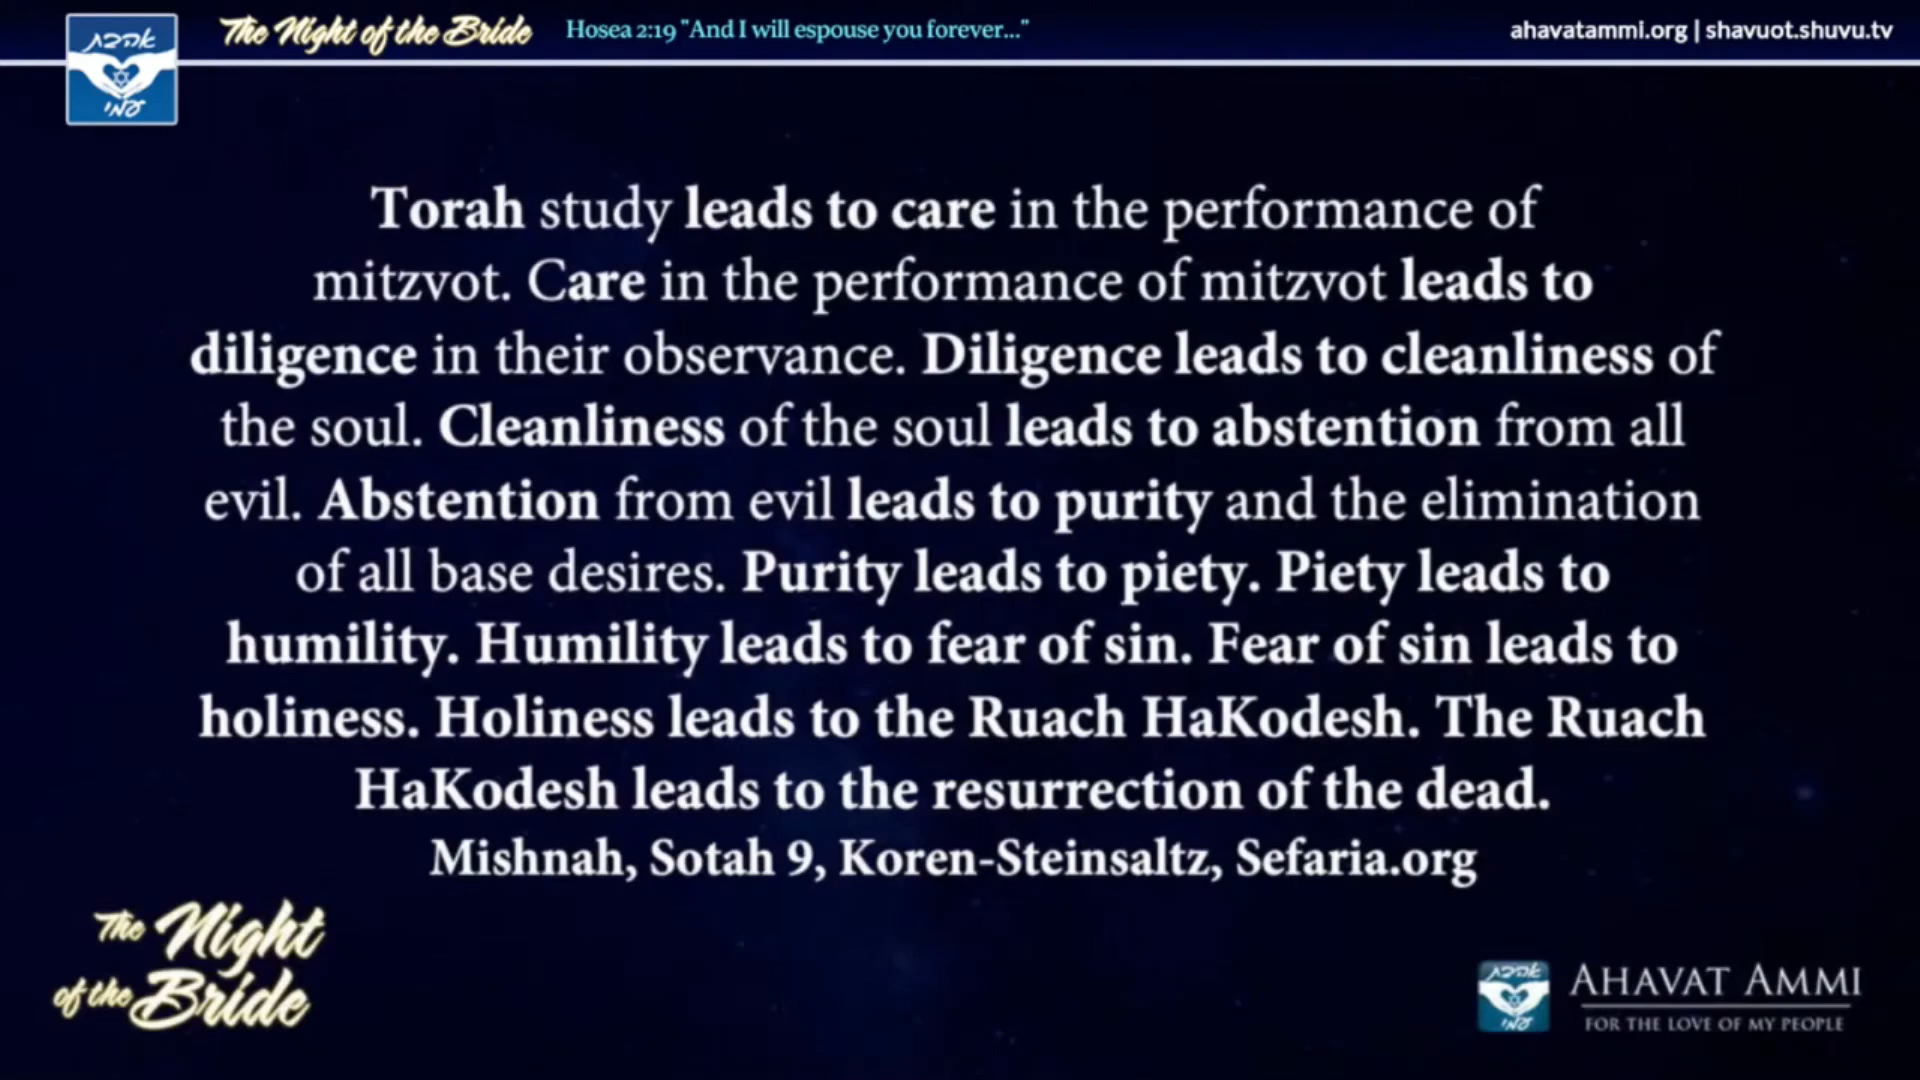 אהבת
עמי
The Night of the Bride
Hosea 2:19 "And I will espouse you forever..."
ahavatammi.org | shavuot.shuvu.tv
Torah study leads to care in the performance of
mitzvot. Care in the performance of mitzvot leads to
diligence in their observance. Diligence leads to cleanliness of
the soul. Cleanliness of the soul leads to abstention from all
evil. Abstention from evil leads to purity and the elimination
of all base desires. Purity leads to piety. Piety leads to
humility. Humility leads to fear of sin. Fear of sin leads to
holiness. Holiness leads to the Ruach HaKodesh. The Ruach
HaKodesh leads to the resurrection of the dead.
Mishnah, Sotah 9, Koren-Steinsaltz, Sefaria.org
The Night
of the Bride
אהבת
עמי
AHAVAT AMMI
FOR THE LOVE OF MY PEOPLE